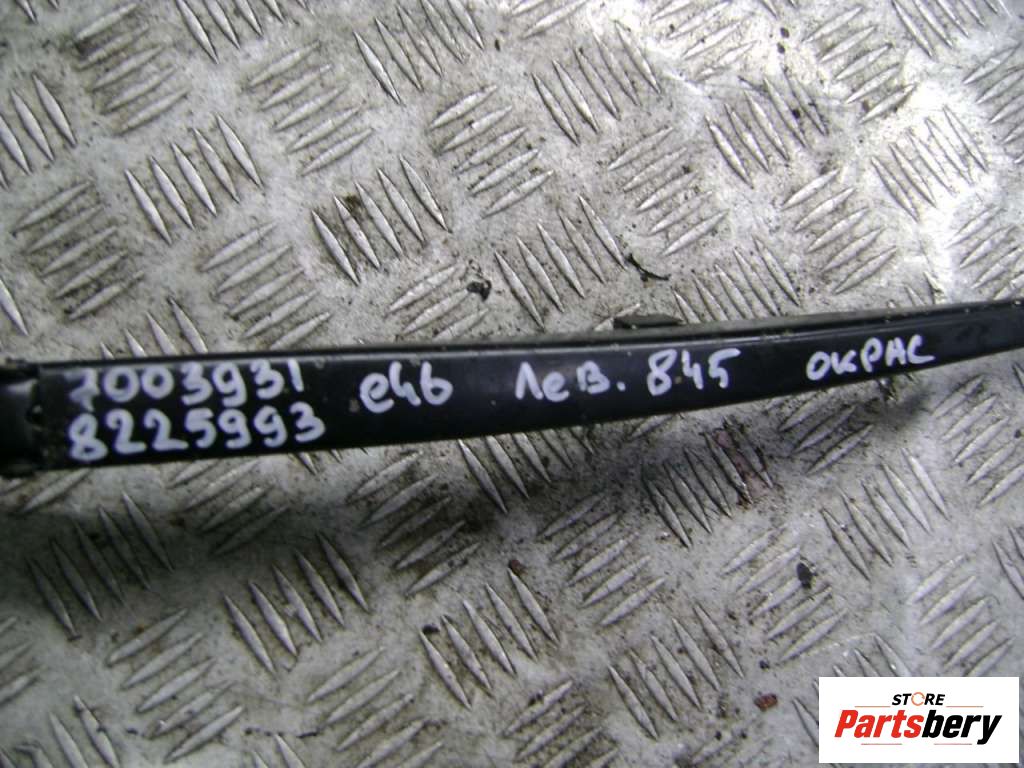 7003931 e46 Лев. 845 ОКРАС
8225993
STORE
Partsbery